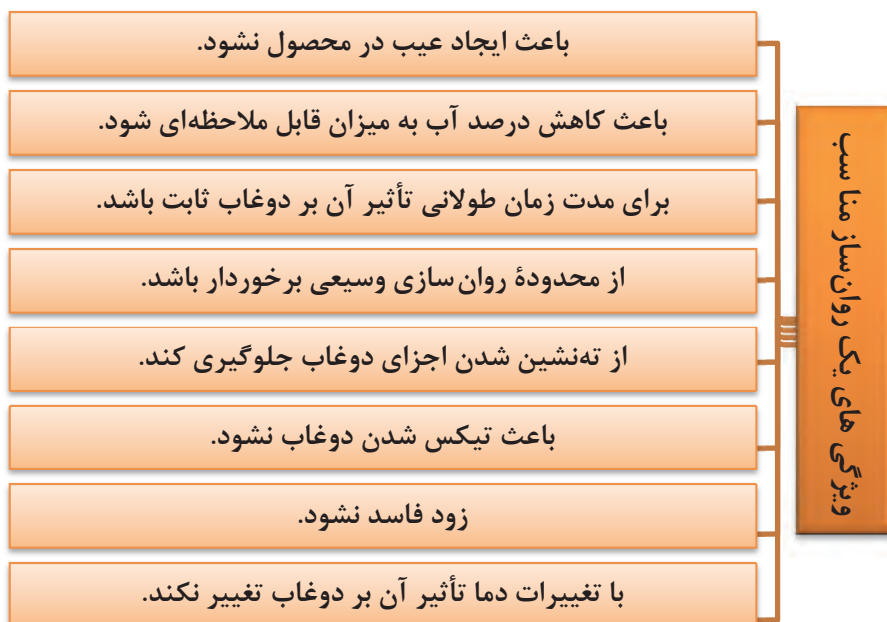 ویژگی های یک روان‌ساز منا سب
باعث ایجاد عیب در محصول نشود.
باعث کاهش درصد آب به میزان قابل ملاحظه‌ای شود.
برای مدت زمان طولانی تأثیر آن بر دوغاب ثابت باشد.
از محدودۀ روان‌سازی وسیعی برخوردار باشد.
از ته‌نشین شدن اجزای دوغاب جلوگیری کند.
باعث تیکس شدن دوغاب نشود.
زود فاسد نشود.
با تغییرات دما تأثیر آن بر دوغاب تغییر نکند.